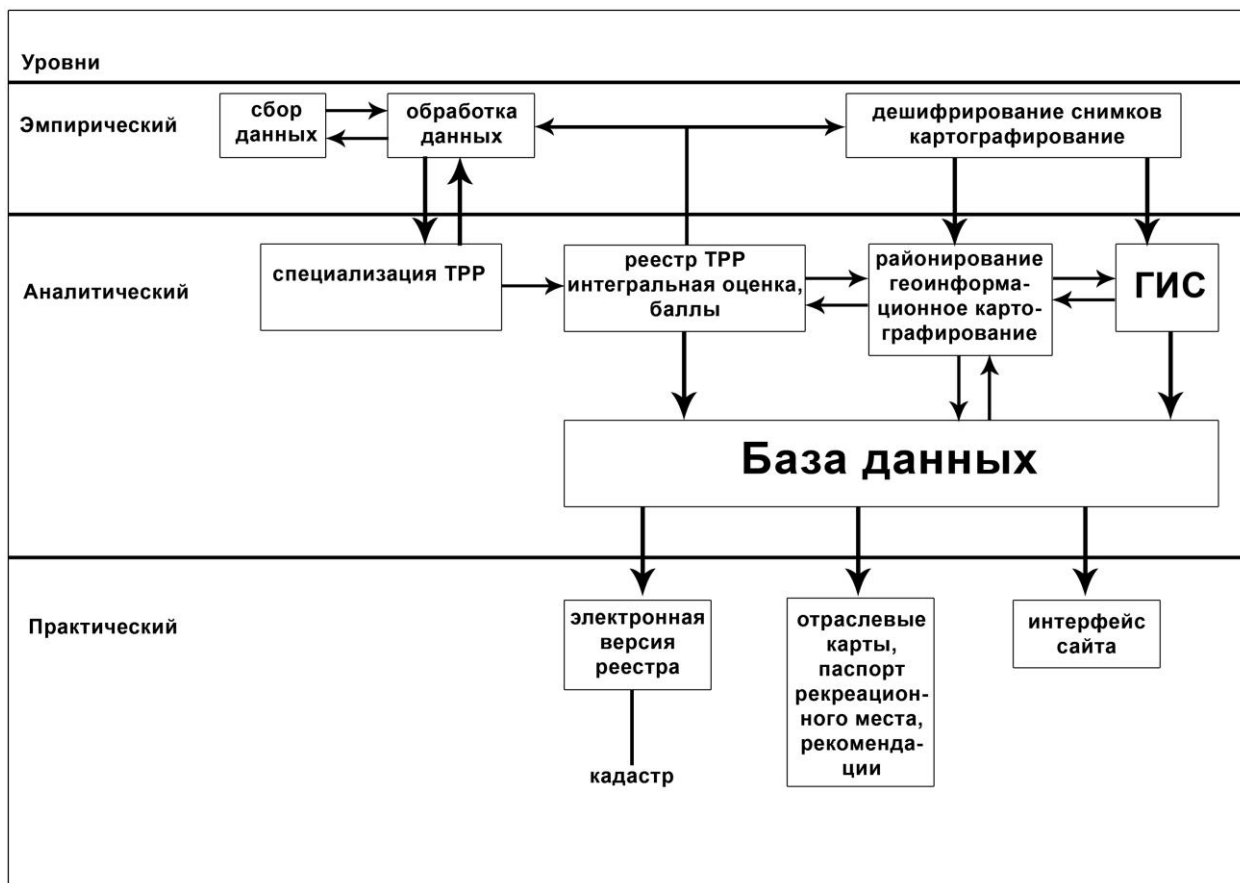 Уровни
Эмпирический
сбор
данных
обработка
данных
дешифрирование снимков
картографирование
Аналитический
специализация ТРР
реестр ТРР
интегральная оценка,
баллы
районирование
геоинформа-
ционное карто-
графирование
ГИС
База данных
Практический
электронная
версия
реестра
кадастр
отраслевые
карты,
паспорт
рекреацион-
ного места,
рекоменда-
ции
интерфейс
сайта